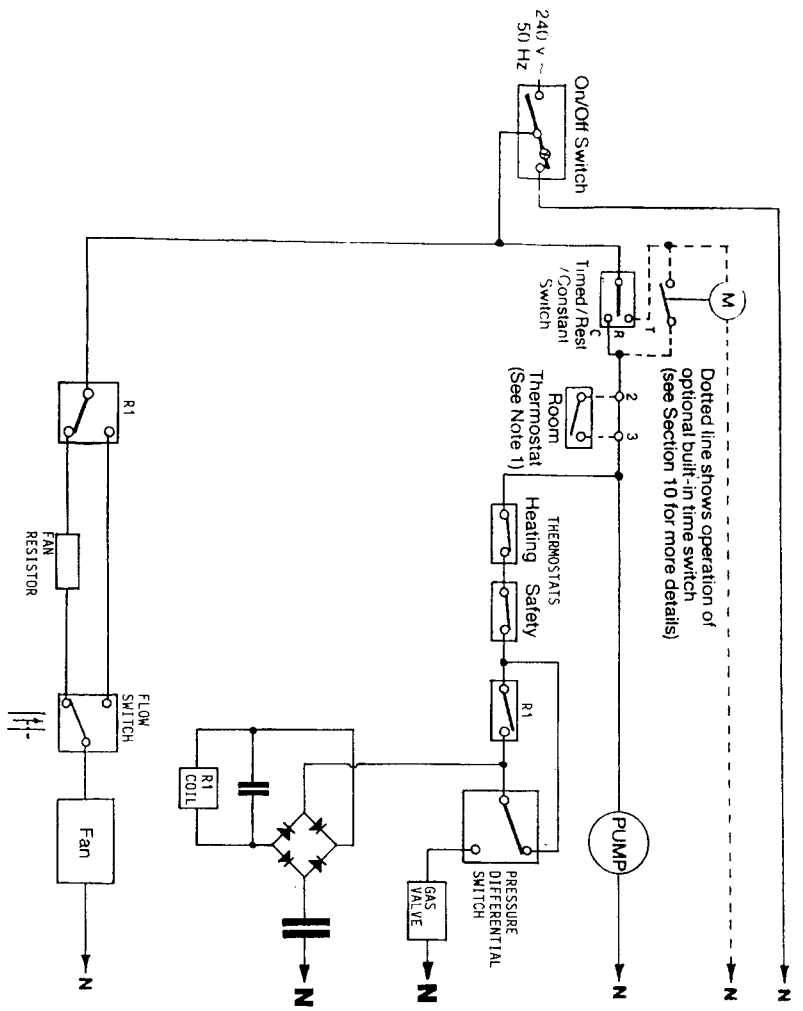 240 v ~
50 Hz
On/Off Switch
M
Dotted line shows operation of
optional built-in time switch
(see Section 10 for more details)
T
R
C
Timed/Rest
/Constant
Switch
2
3
Room
Thermostat
(See Note 1)
THERMOSTATS
Heating
Safety
R1
PUMP
PRESSURE
DIFFERENTIAL
SWITCH
GAS
VALVE
R1
COIL
R1
FAN
RESISTOR
FLOW
SWITCH
Fan
N
N
N
N
N
N